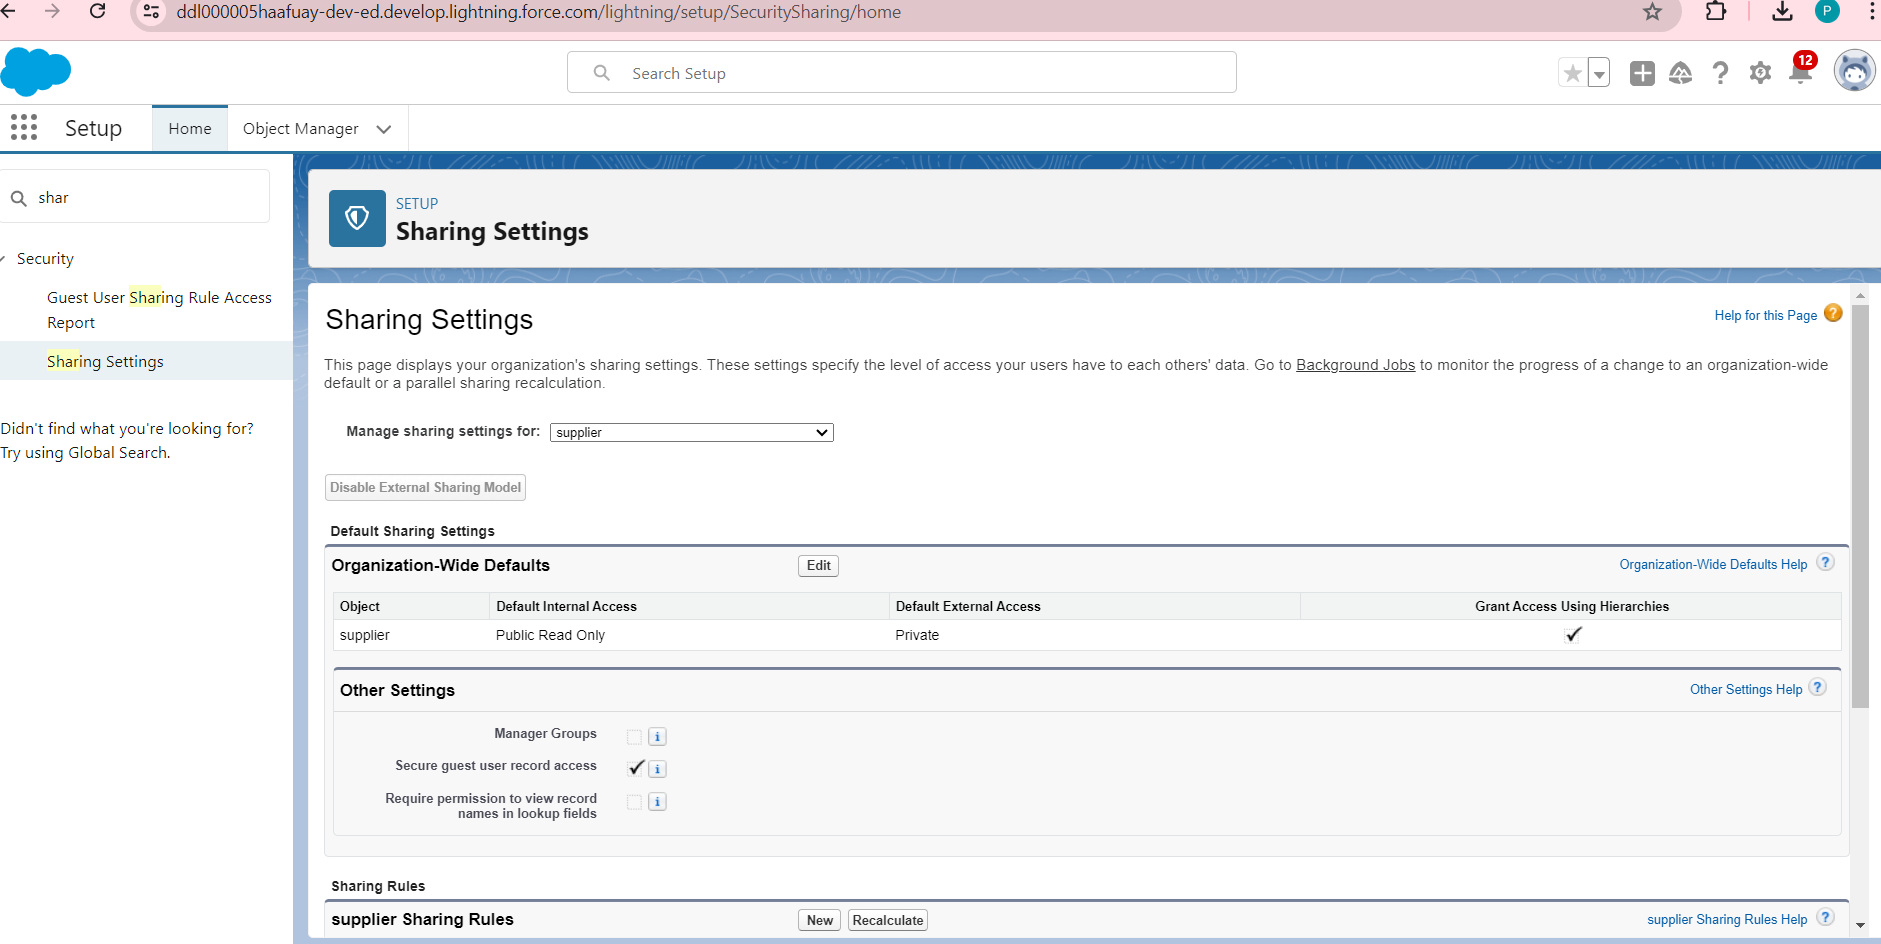 ddl000005haafuay-dev-ed.develop.lightning.force.com/lightning/setup/SecuritySharing/home
P
Search Setup
12
Setup
Home
Object Manager
shar
SETUP
Sharing Settings
Security
Guest User Sharing Rule Access
Report
Sharing Settings
Didn't find what you're looking for?
Try using Global Search.
Sharing Settings
Help for this Page ?
This page displays your organization's sharing settings. These settings specify the level of access your users have to each others' data. Go to Background Jobs to monitor the progress of a change to an organization-wide
default or a parallel sharing recalculation.
Manage sharing settings for: supplier
Disable External Sharing Model
Default Sharing Settings
Organization-Wide Defaults Edit Organization-Wide Defaults Help ?
Object Default Internal Access Default External Access Grant Access Using Hierarchies
supplier Public Read Only Private
Other Settings Other Settings Help ?
Manager Groups i
Secure guest user record access i
Require permission to view record i
names in lookup fields
Sharing Rules
supplier Sharing Rules New Recalculate supplier Sharing Rules Help ?